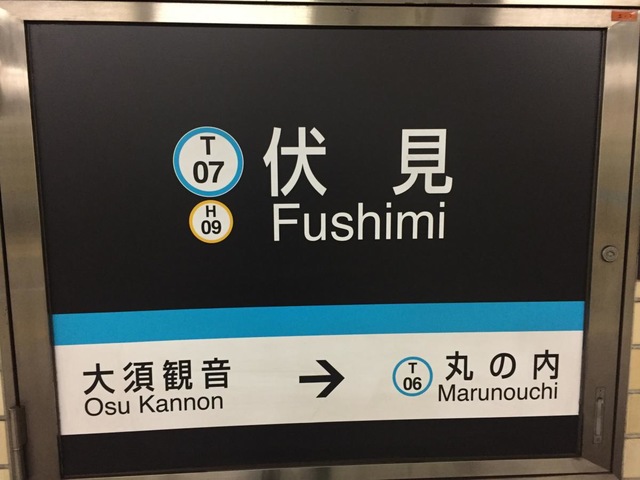 T
07
伏見
H
09
Fushimi
大須観音
Osu Kannon
→
T
06
丸の内
Marunouchi